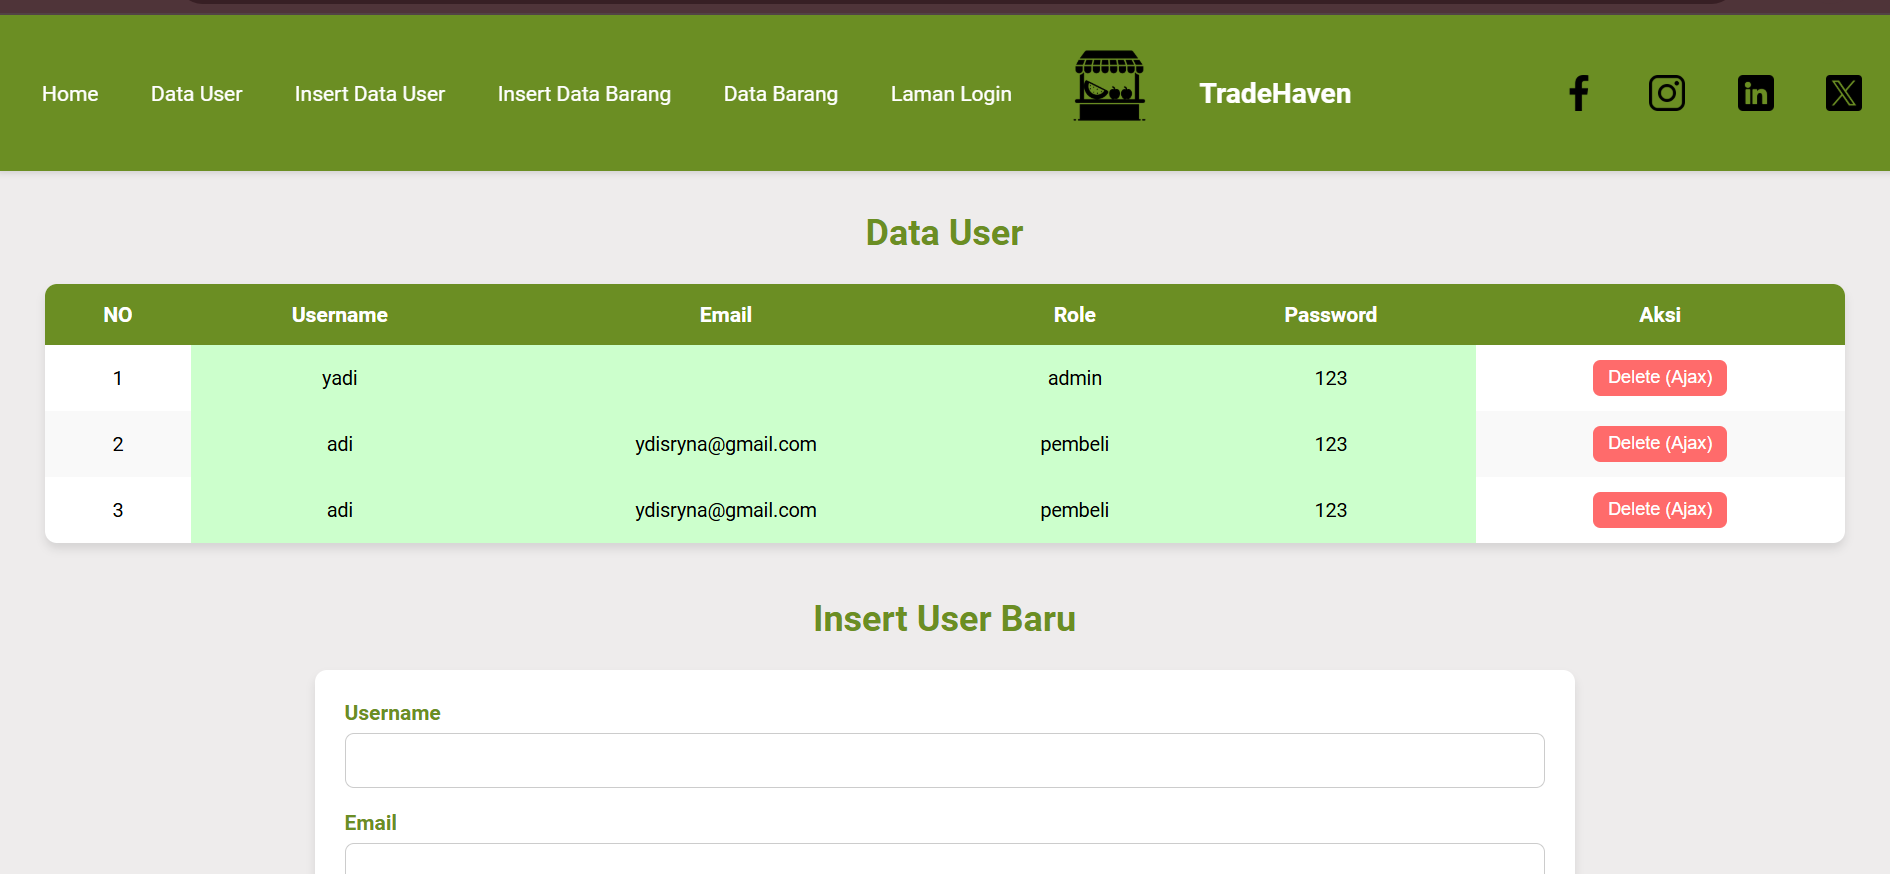 Home Data User Insert Data User Insert Data Barang Data Barang Laman Login TradeHaven
Data User
NO Username Email Role Password Aksi
1 yadi admin 123 Delete (Ajax)
2 adi ydisryna@gmail.com pembeli 123 Delete (Ajax)
3 adi ydisryna@gmail.com pembeli 123 Delete (Ajax)
Insert User Baru
Username
Email